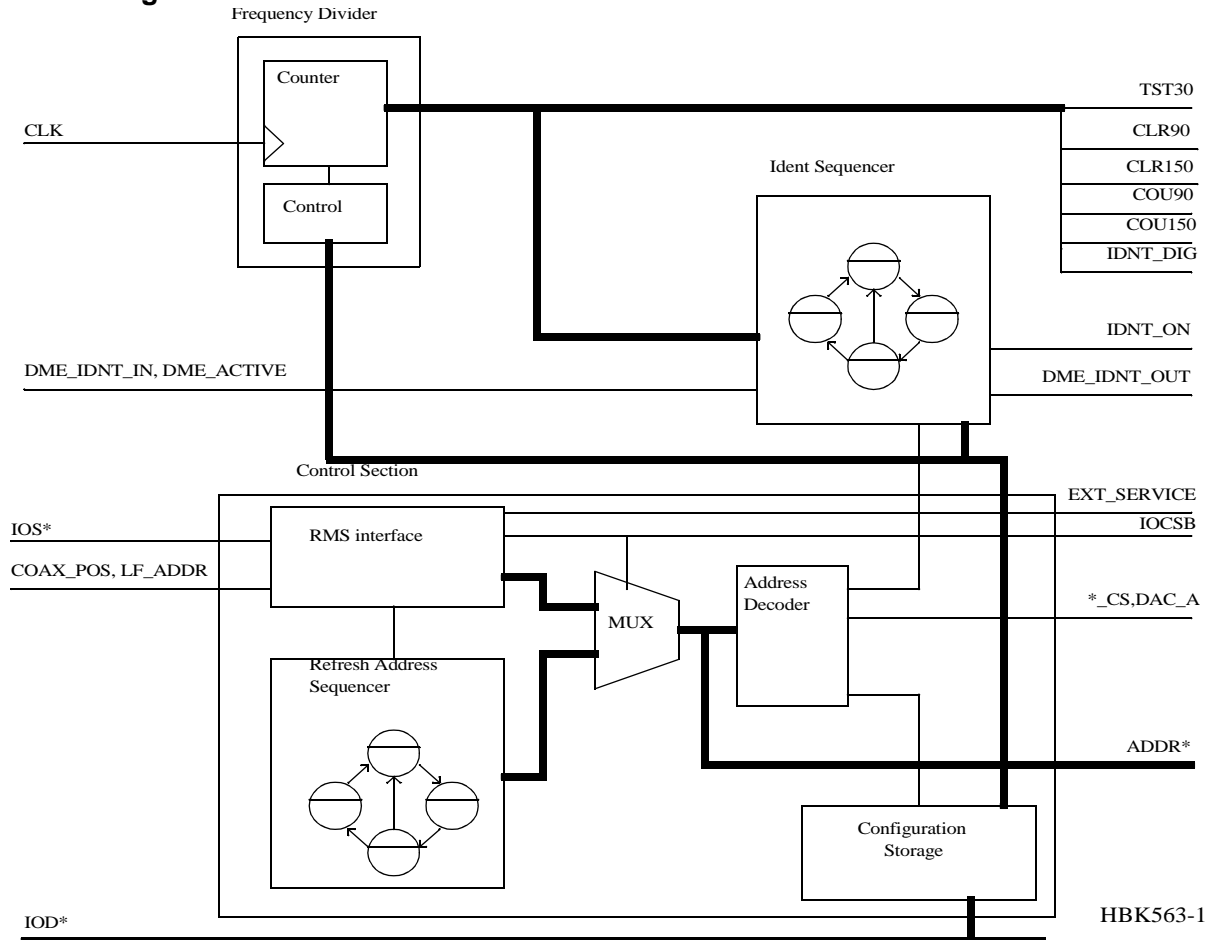 Frequency Divider
Counter
TST30
CLK
CLR90
CLR150
Ident Sequencer
COU90
Control
COU150
IDNT_DIG
IDNT_ON
DME_IDNT_IN, DME_ACTIVE
DME_IDNT_OUT
Control Section
EXT_SERVICE
IOS*
RMS interface
IOCSB
COAX_POS, LF_ADDR
Address
Decoder
*_CS,DAC_A
MUX
Refresh Address
Sequencer
ADDR*
Configuration
Storage
HBK563-1
IOD*